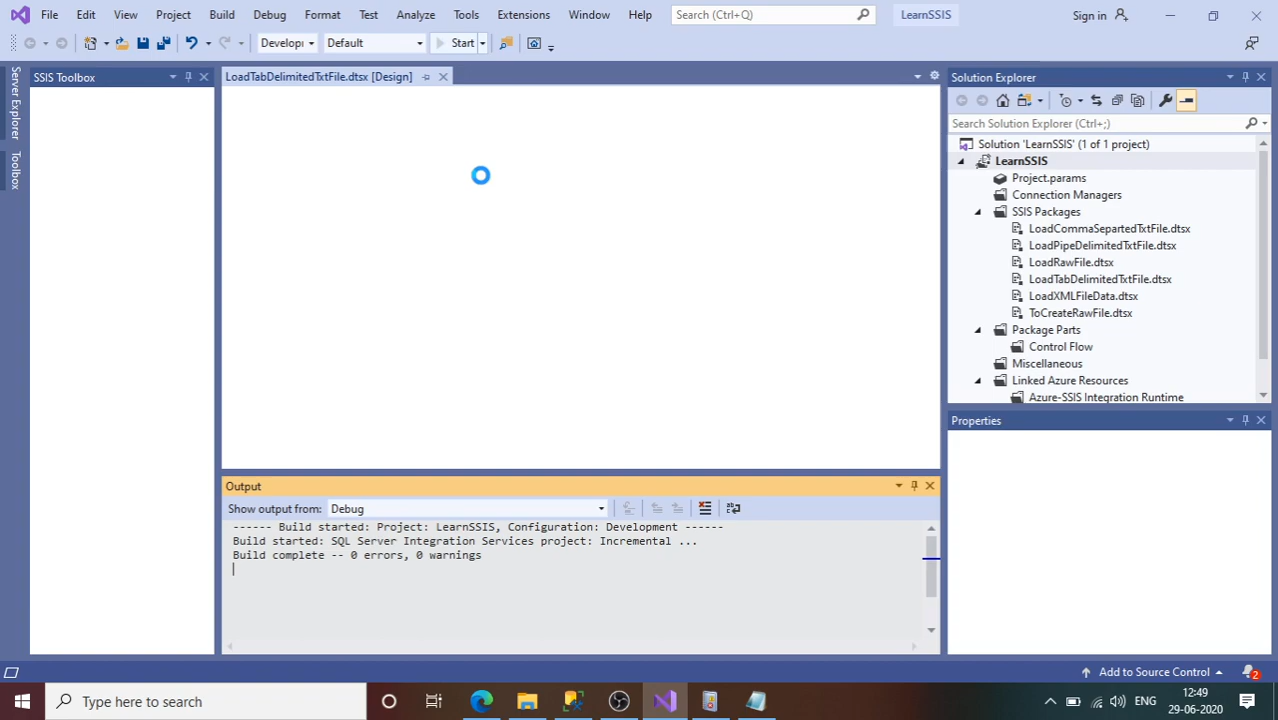 File Edit View Project Build Debug Format Test Analyze Tools Extensions Window Help Search (Ctrl+Q) LearnSSIS Sign in
Developı Default Start
Server Explorer
Toolbox
SSIS Toolbox
LoadTabDelimitedTxtFile.dtsx [Design]
Solution Explorer
Search Solution Explorer (Ctrl+;)
Solution 'LearnSSIS' (1 of 1 project)
LearnSSIS
Project.params
Connection Managers
SSIS Packages
LoadCommaSepartedTxtFile.dtsx
LoadPipeDelimitedTxtFile.dtsx
LoadRawFile.dtsx
LoadTabDelimitedTxtFile.dtsx
LoadXMLFileData.dtsx
ToCreateRawFile.dtsx
Package Parts
Control Flow
Miscellaneous
Linked Azure Resources
Azure-SSIS Integration Runtime
Properties
Output
Show output from: Debug
------ Build started: Project: LearnSSIS, Configuration: Development ------
Build started: SQL Server Integration Services project: Incremental ...
Build complete -- 0 errors, 0 warnings
Add to Source Control
2
Type here to search
ENG
12:49
29-06-2020